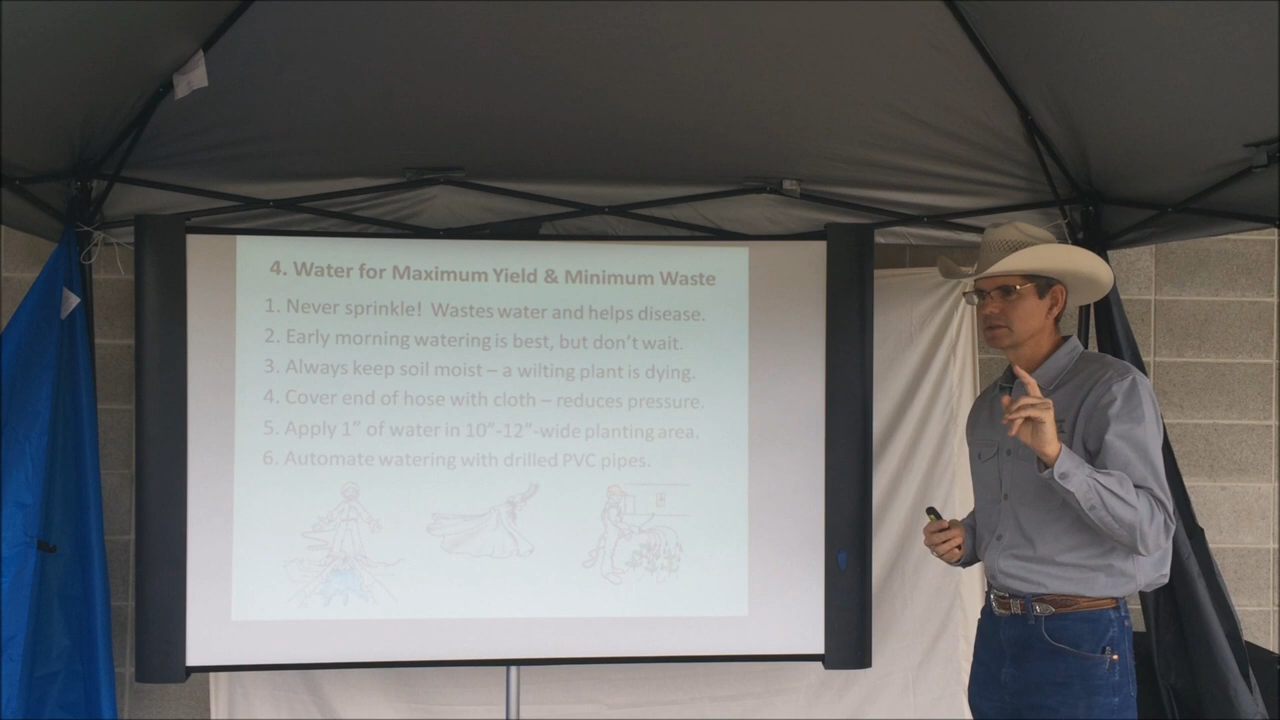 4. Water for Maximum Yield & Minimum Waste
1. Never sprinkle! Wastes water and helps disease.
2. Early morning watering is best, but don't wait.
3. Always keep soil moist – a wilting plant is dying.
4. Cover end of hose with cloth – reduces pressure.
5. Apply 1" of water in 10"-12"-wide planting area.
6. Automate watering with drilled PVC pipes.